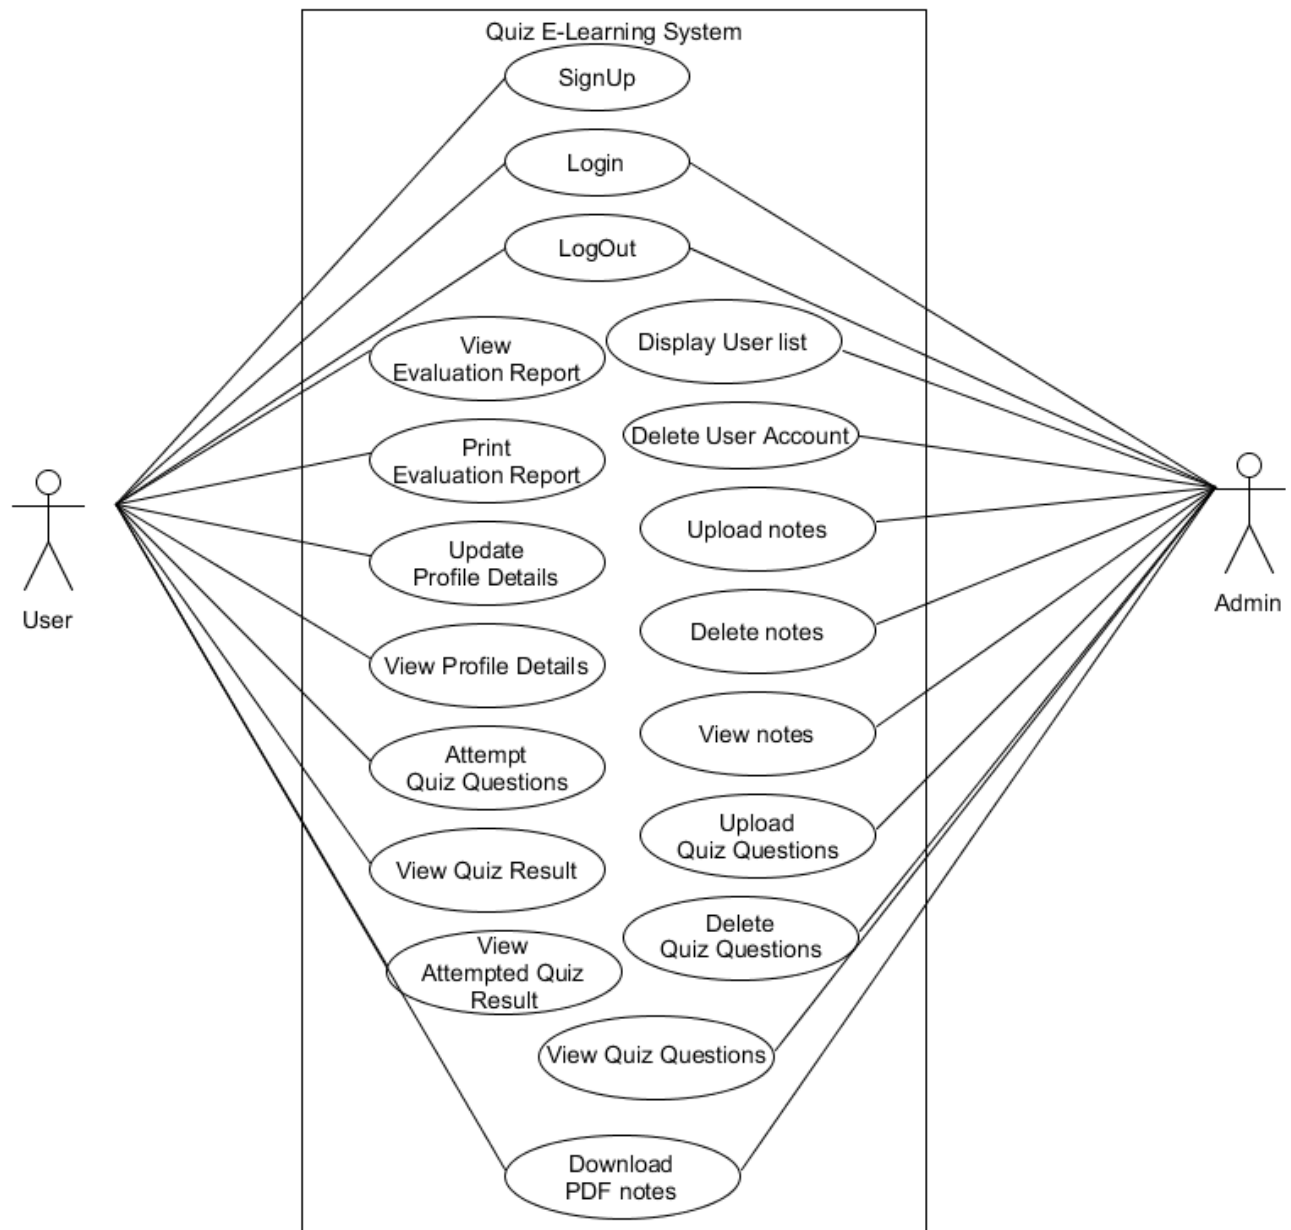 Quiz E-Learning System
SignUp
Login
LogOut
View
Evaluation Report
Display User list
Print
Evaluation Report
Delete User Account
Update
Profile Details
Upload notes
View Profile Details
Delete notes
Attempt
Quiz Questions
View notes
View Quiz Result
Upload
Quiz Questions
View
Attempted Quiz
Result
Delete
Quiz Questions
View Quiz Questions
Download
PDF notes
User
Admin